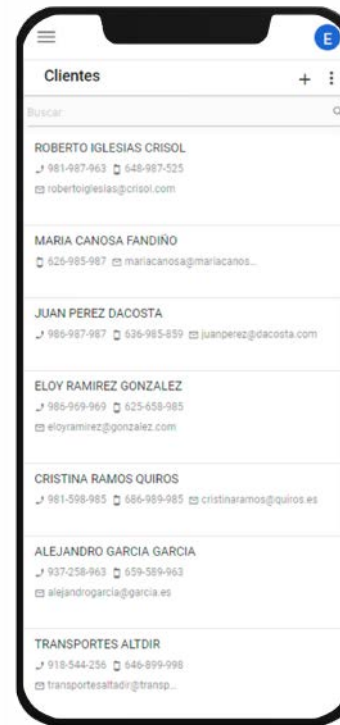 E
Clientes
Buscar
ROBERTO IGLESIAS CRISOL
981-987-963 648-987-525
robertoiglesias@crisol.com
MARIA CANOSA FANDIÑO
626-985-987 mariacanosa@mariacanos...
JUAN PEREZ DACOSTA
986-987-987 636-985-859 juanperez@dacosta.com
ELOY RAMIREZ GONZALEZ
986-969-969 625-658-985
eloyramirez@gonzalez.com
CRISTINA RAMOS QUIROS
981-598-985 686-989-985 cristinaramos@quiros.es
ALEJANDRO GARCIA GARCIA
937-258-963 659-589-963
alejandrogarcia@garcia.es
TRANSPORTES ALTDIR
918-544-256 646-899-998
transportesaltadir@transp...